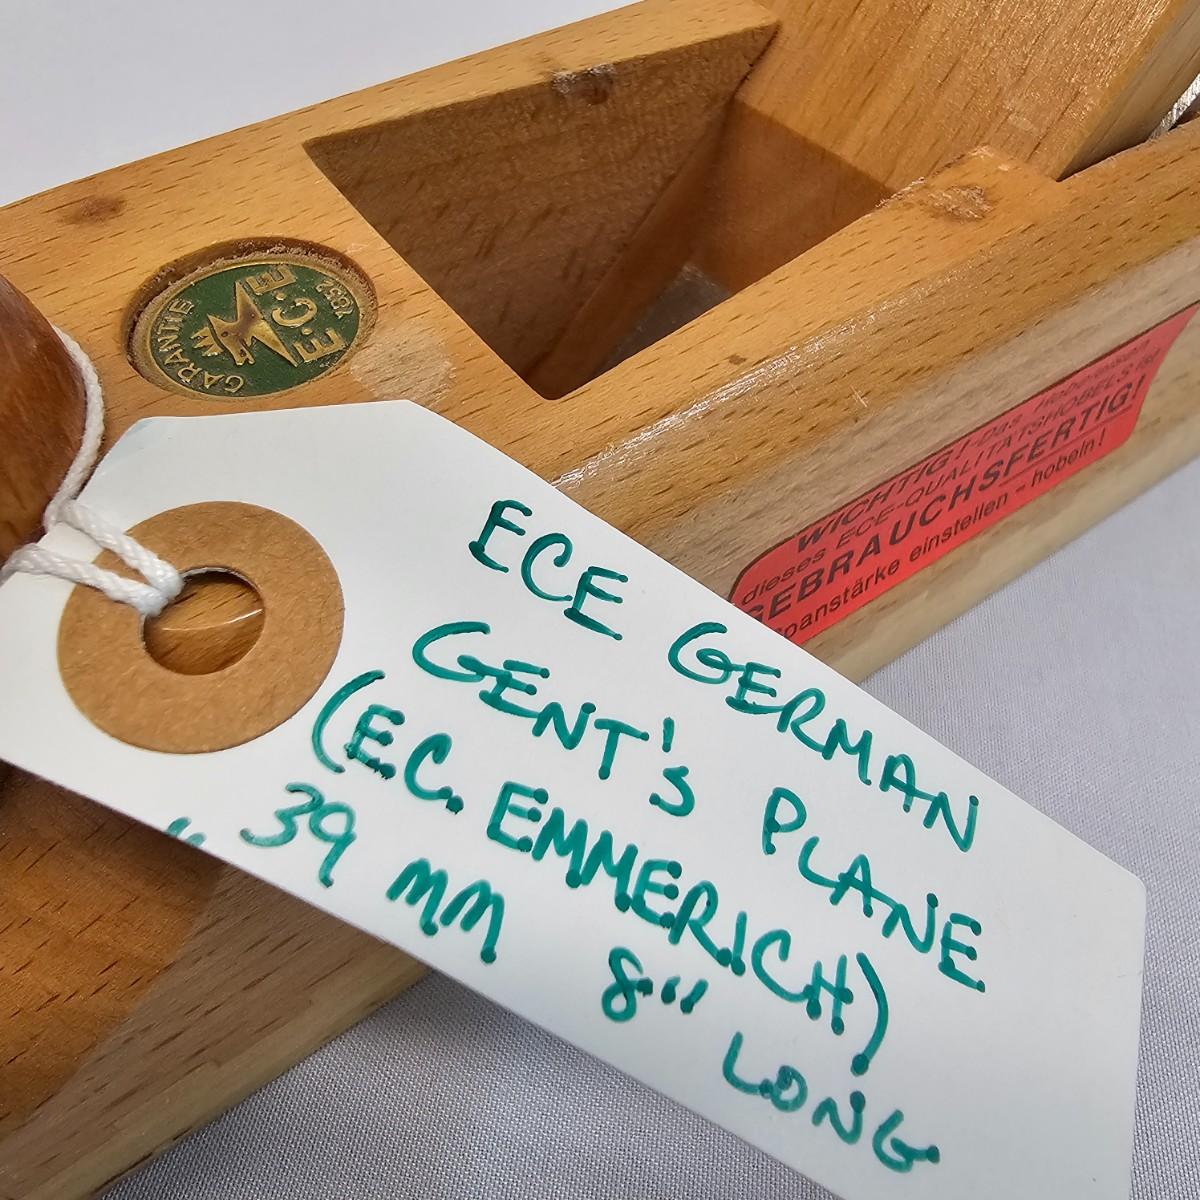 GARANTIE
E·C·E
WICHTIG!-Das Hobeleisen
dieses ECE-QUALITÄTSHOBELS ist
GEBRAUCHSFERTIG!
Spanstärke einstellen – hobeln!
ECE GERMAN
GENT'S PLANE
(EC. EMMERICH)
39 MM 8" LONG